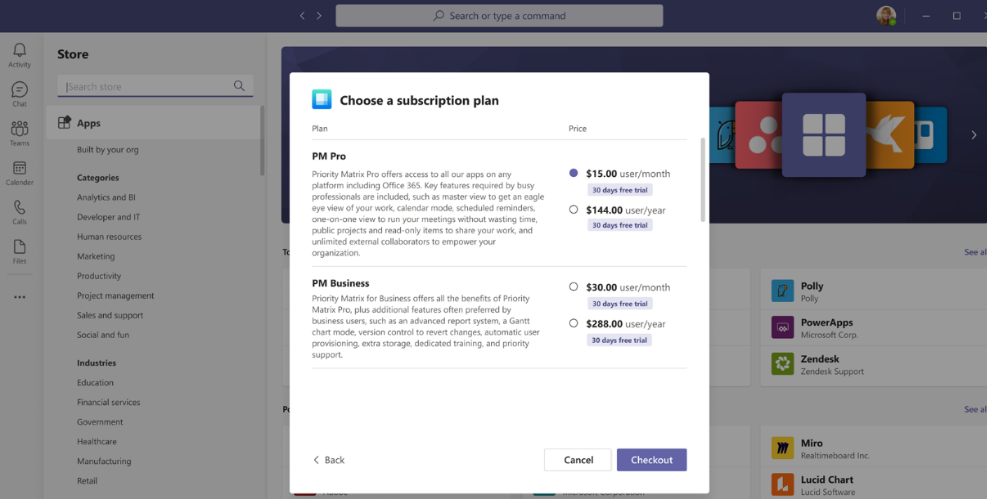 Search or type a command
Activity
Chat
Teams
Calender
Calls
Files
Store
Search store
Apps
Built by your org
Categories
Analytics and BI
Developer and IT
Human resources
Marketing
Productivity
Project management
Sales and support
Social and fun
Industries
Education
Financial services
Government
Healthcare
Manufacturing
Retail
Choose a subscription plan
Plan
Price
PM Pro
Priority Matrix Pro offers access to all our apps on any
platform including Office 365. Key features required by busy
professionals are included, such as master view to get an eagle
eye view of your work, calendar mode, scheduled reminders,
one-on-one view to run your meetings without wasting time,
public projects and read-only items to share your work, and
unlimited external collaborators to empower your
organization.
$15.00 user/month
30 days free trial
$144.00 user/year
30 days free trial
PM Business
Priority Matrix for Business offers all the benefits of Priority
Matrix Pro, plus additional features often preferred by
business users, such as an advanced report system, a Gantt
chart mode, version control to revert changes, automatic user
provisioning, extra storage, dedicated training, and priority
support.
$30.00 user/month
30 days free trial
$288.00 user/year
30 days free trial
Back
Cancel
Checkout
See all
Polly
Polly
PowerApps
Microsoft Corp.
Zendesk
Zendesk Support
See all
Miro
Realtimeboard Inc.
Lucid Chart
Lucid Software